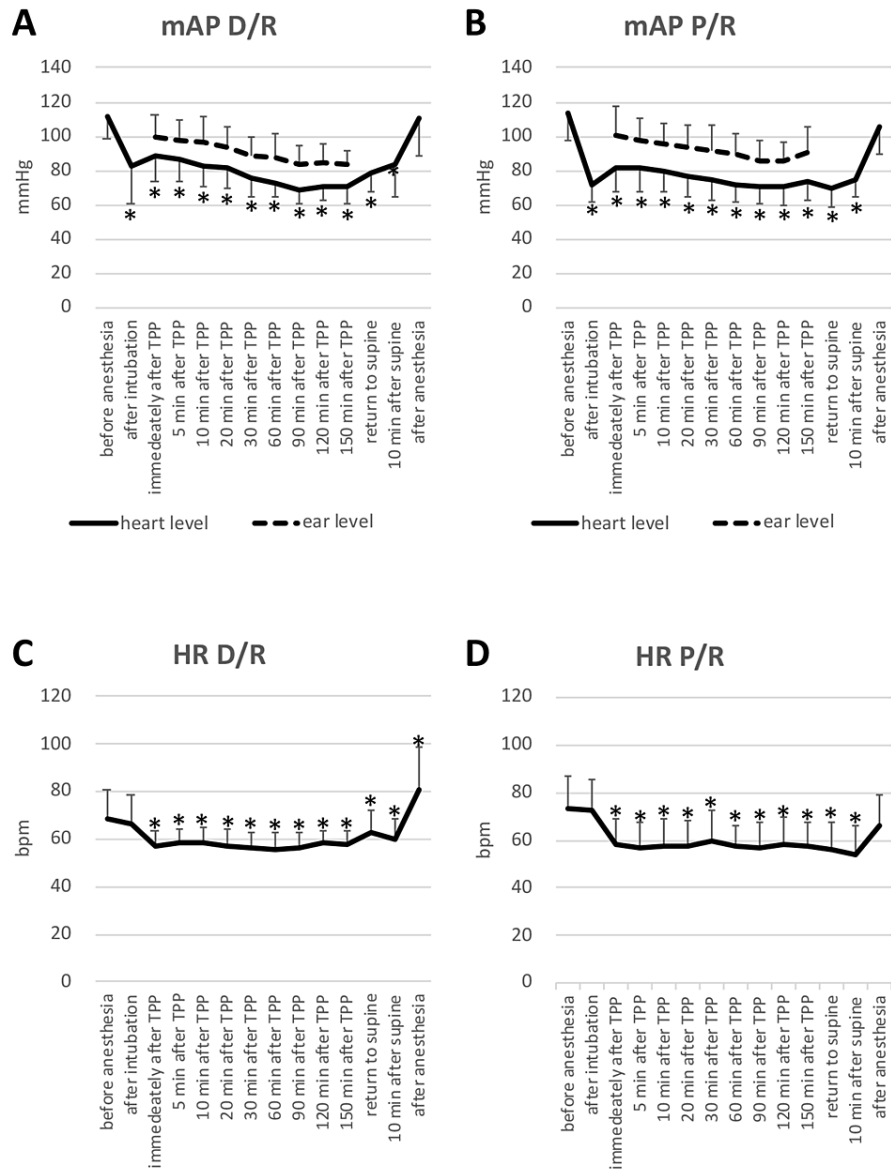 A
mAP D/R
mmHg
140
120
100
80
60
40
20
0
* * * * * * * * * * * *
before anesthesia
after intubation
immedeately after TPP
5 min after TPP
10 min after TPP
20 min after TPP
30 min after TPP
60 min after TPP
90 min after TPP
120 min after TPP
150 min after TPP
return to supine
10 min after supine
after anesthesia
heart level
ear level
B
mAP P/R
mmHg
140
120
100
80
60
40
20
0
* * * * * * * * * * * *
before anesthesia
after intubation
immedeately after TPP
5 min after TPP
10 min after TPP
20 min after TPP
30 min after TPP
60 min after TPP
90 min after TPP
120 min after TPP
150 min after TPP
return to supine
10 min after supine
after anesthesia
heart level
ear level
C
HR D/R
bpm
120
100
80
60
40
20
0
* * * * * * * * * * * *
before anesthesia
after intubation
immedeately after TPP
5 min after TPP
10 min after TPP
20 min after TPP
30 min after TPP
60 min after TPP
90 min after TPP
120 min after TPP
150 min after TPP
return to supine
10 min after supine
after anesthesia
D
HR P/R
bpm
120
100
80
60
40
20
0
* * * * * * * * * * *
before anesthesia
after intubation
immedeately after TPP
5 min after TPP
10 min after TPP
20 min after TPP
30 min after TPP
60 min after TPP
90 min after TPP
120 min after TPP
150 min after TPP
return to supine
10 min after supine
after anesthesia